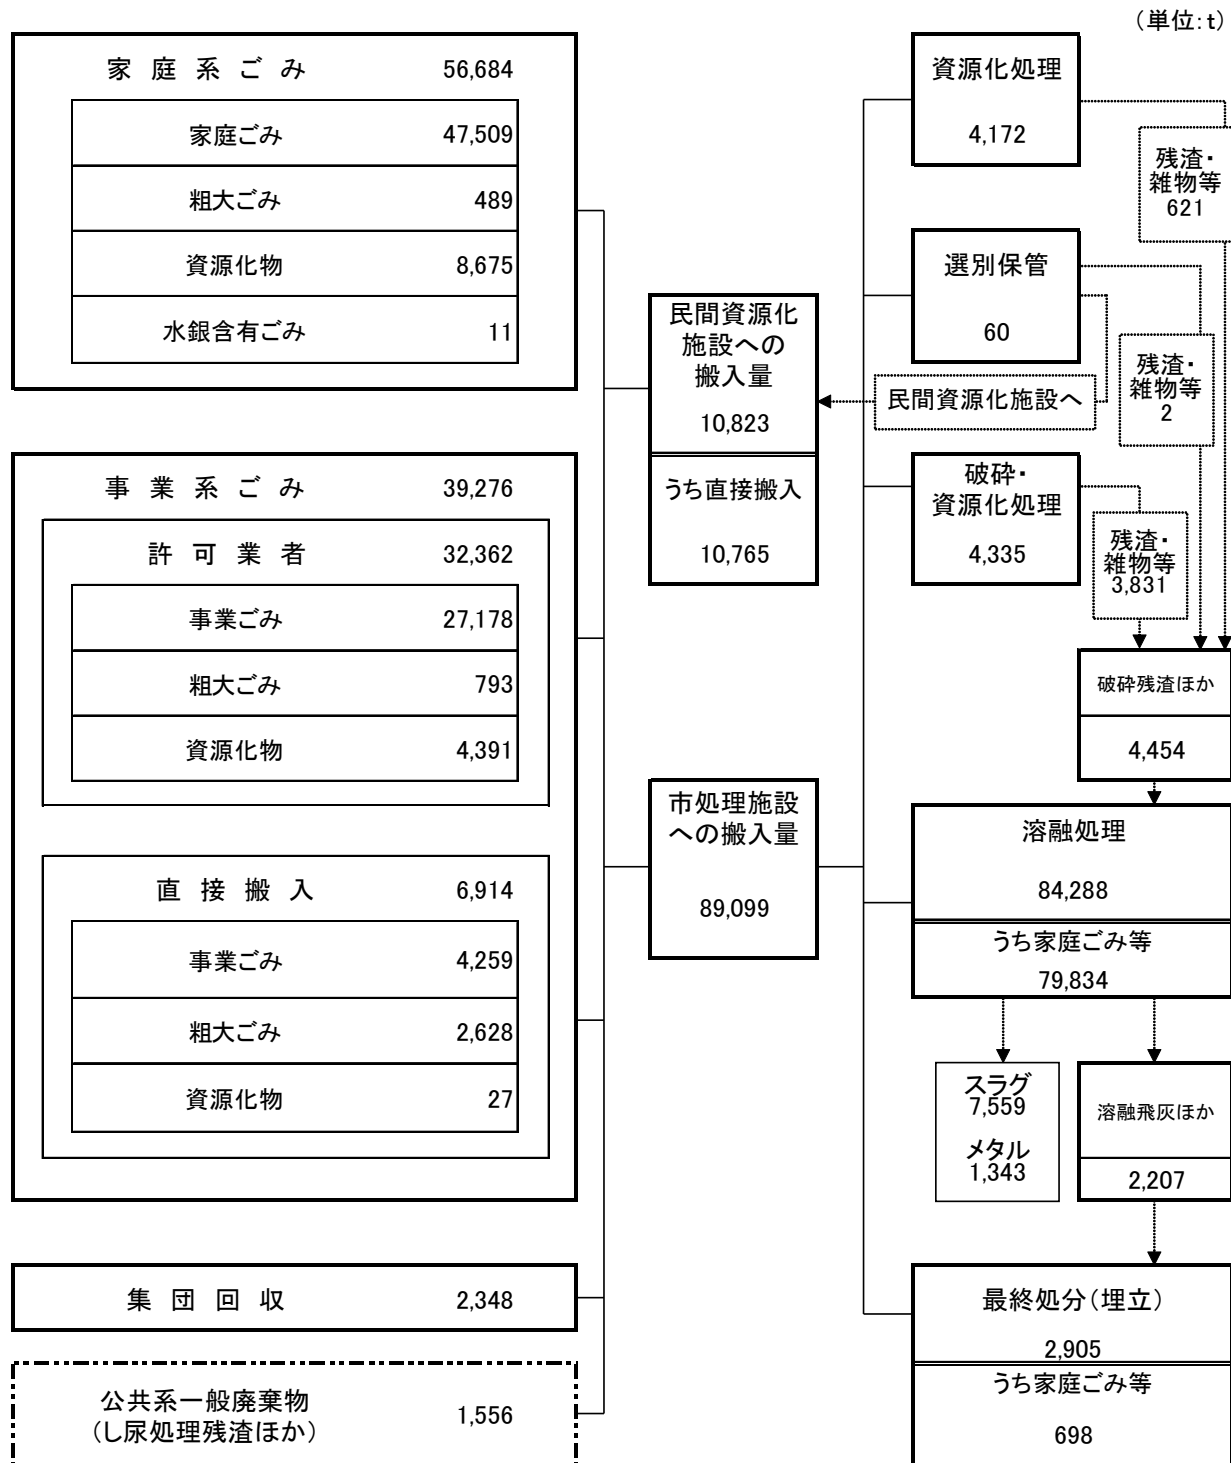 （単位：t）
家庭系ごみ 56,684
家庭ごみ 47,509
粗大ごみ 489
資源化物 8,675
水銀含有ごみ 11
事業系ごみ 39,276
許可業者 32,362
事業ごみ 27,178
粗大ごみ 793
資源化物 4,391
直接搬入 6,914
事業ごみ 4,259
粗大ごみ 2,628
資源化物 27
集団回収 2,348
公共系一般廃棄物
（し尿処理残渣ほか）
1,556
民間資源化
施設への
搬入量
10,823
うち直接搬入
10,765
市処理施設
への搬入量
89,099
資源化処理
4,172
残渣・
雑物等
621
選別保管
60
残渣・
雑物等
2
民間資源化施設へ
破砕・
資源化処理
4,335
残渣・
雑物等
3,831
破砕残渣ほか
4,454
溶融処理
84,288
うち家庭ごみ等
79,834
スラグ
7,559
メタル
1,343
溶融飛灰ほか
2,207
最終処分（埋立）
2,905
うち家庭ごみ等
698